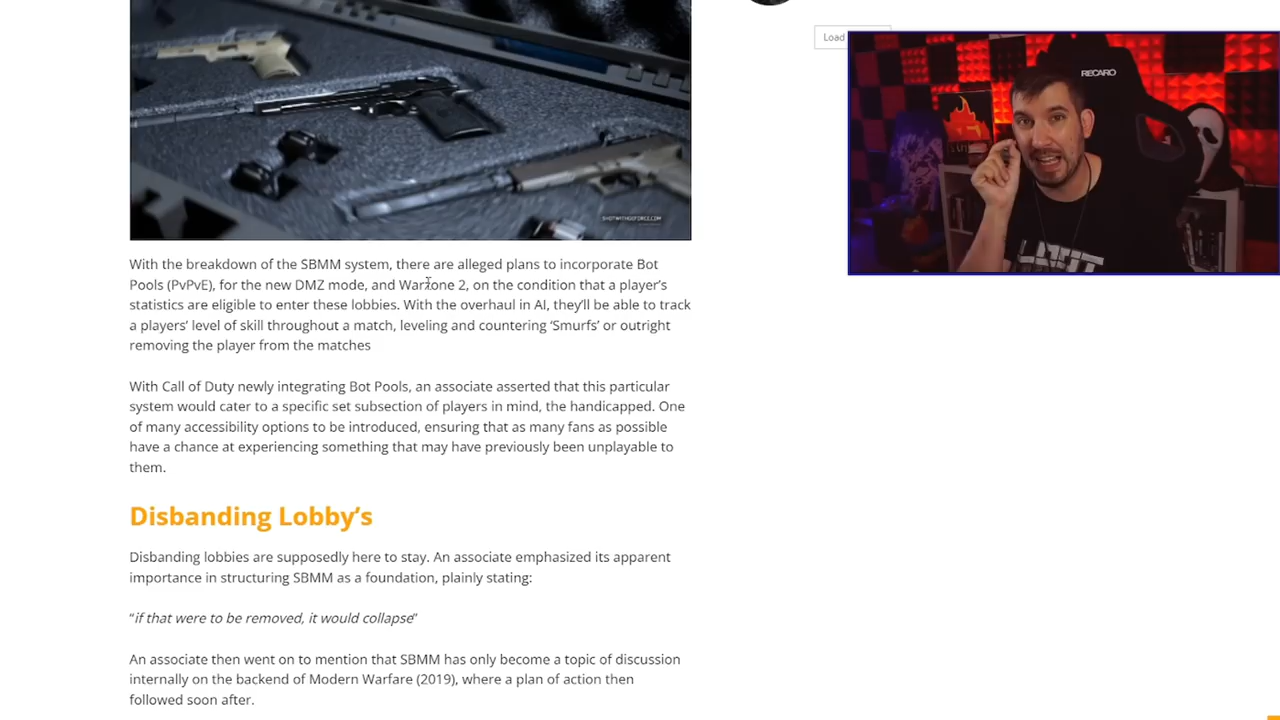 Load
RECARO
SHOTWITHGEFORCE.COM
With the breakdown of the SBMM system, there are alleged plans to incorporate Bot
Pools (PvPvE), for the new DMZ mode, and Warzone 2, on the condition that a player’s
statistics are eligible to enter these lobbies. With the overhaul in AI, they’ll be able to track
a players’ level of skill throughout a match, leveling and countering ‘Smurfs’ or outright
removing the player from the matches
With Call of Duty newly integrating Bot Pools, an associate asserted that this particular
system would cater to a specific set subsection of players in mind, the handicapped. One
of many accessibility options to be introduced, ensuring that as many fans as possible
have a chance at experiencing something that may have previously been unplayable to
them.
Disbanding Lobby’s
Disbanding lobbies are supposedly here to stay. An associate emphasized its apparent
importance in structuring SBMM as a foundation, plainly stating:
“if that were to be removed, it would collapse”
An associate then went on to mention that SBMM has only become a topic of discussion
internally on the backend of Modern Warfare (2019), where a plan of action then
followed soon after.